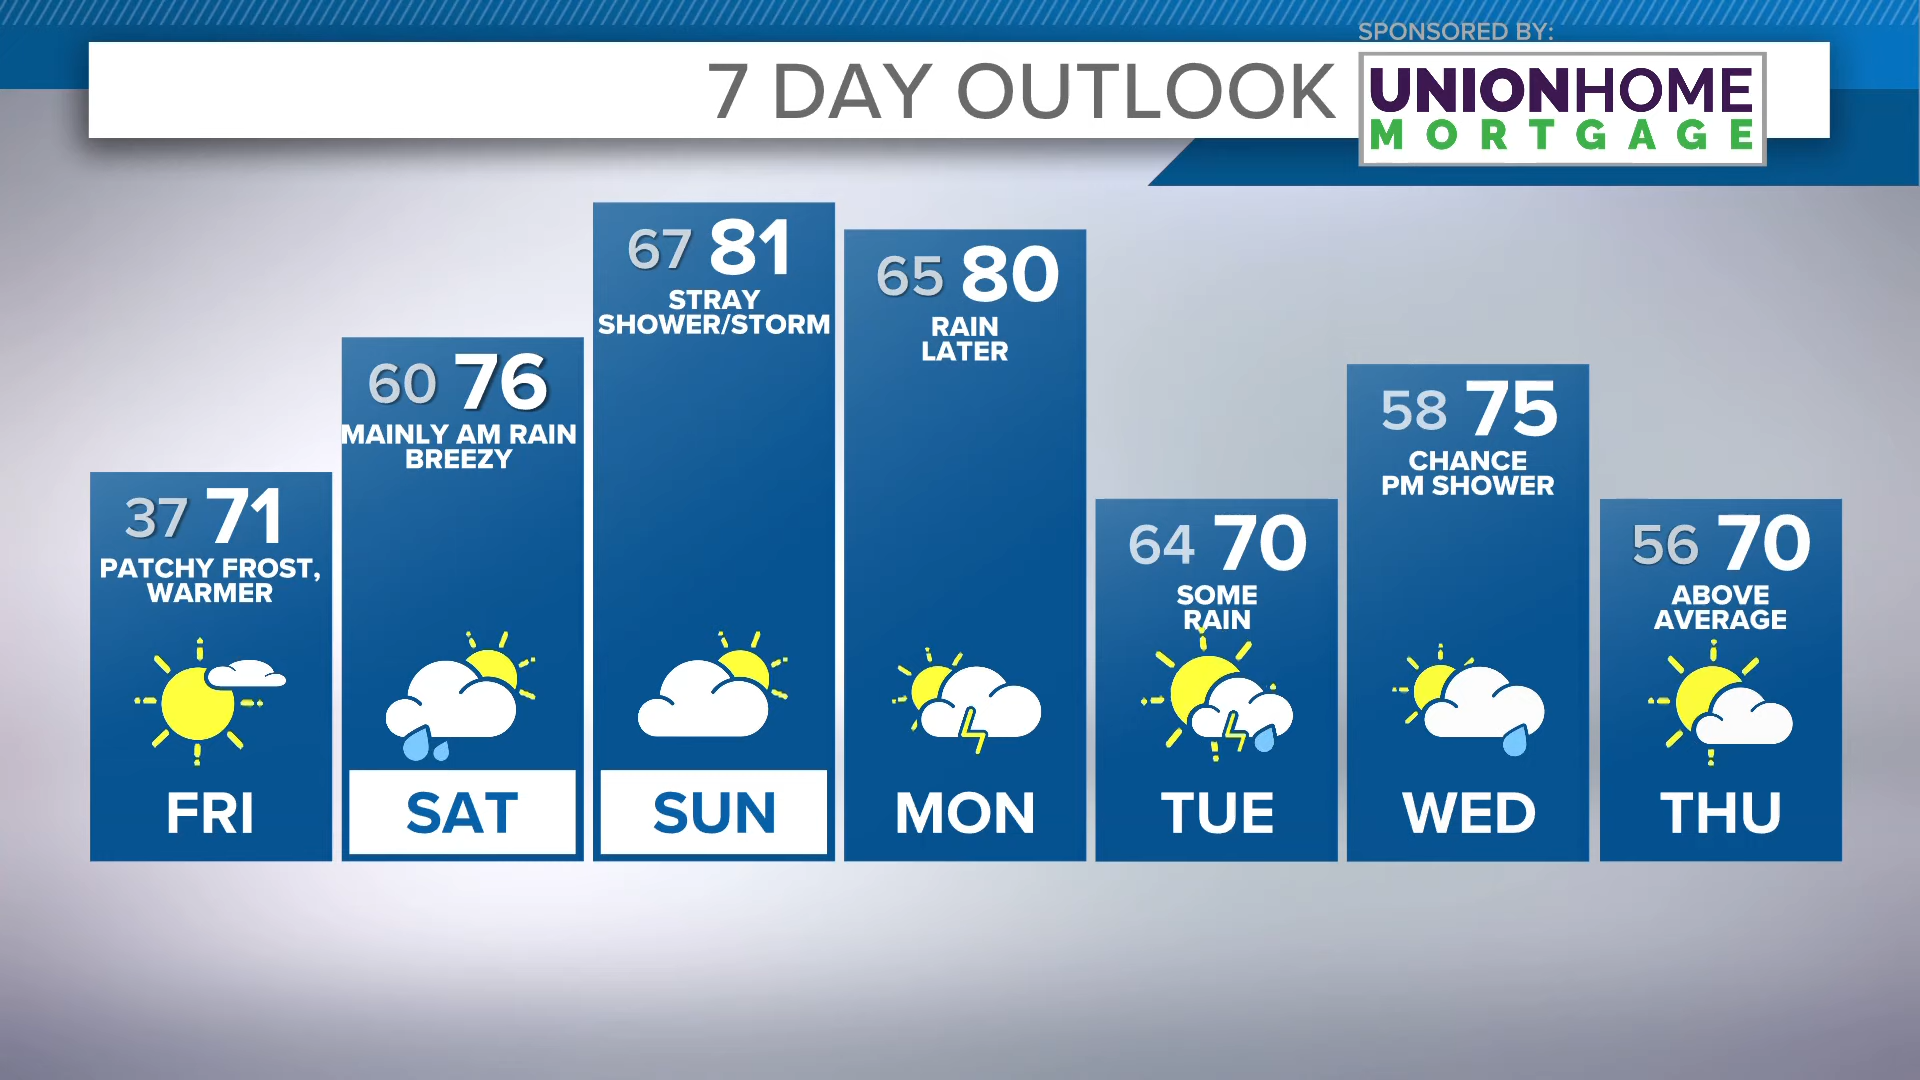 SPONSORED BY:
7 DAY OUTLOOK
UNIONHOME
MORTGAGE
37 71
PATCHY FROST,
WARMER
FRI
60 76
MAINLY AM RAIN
BREEZY
SAT
67 81
STRAY
SHOWER/STORM
SUN
65 80
RAIN
LATER
MON
64 70
SOME
RAIN
TUE
58 75
CHANCE
PM SHOWER
WED
56 70
ABOVE
AVERAGE
THU